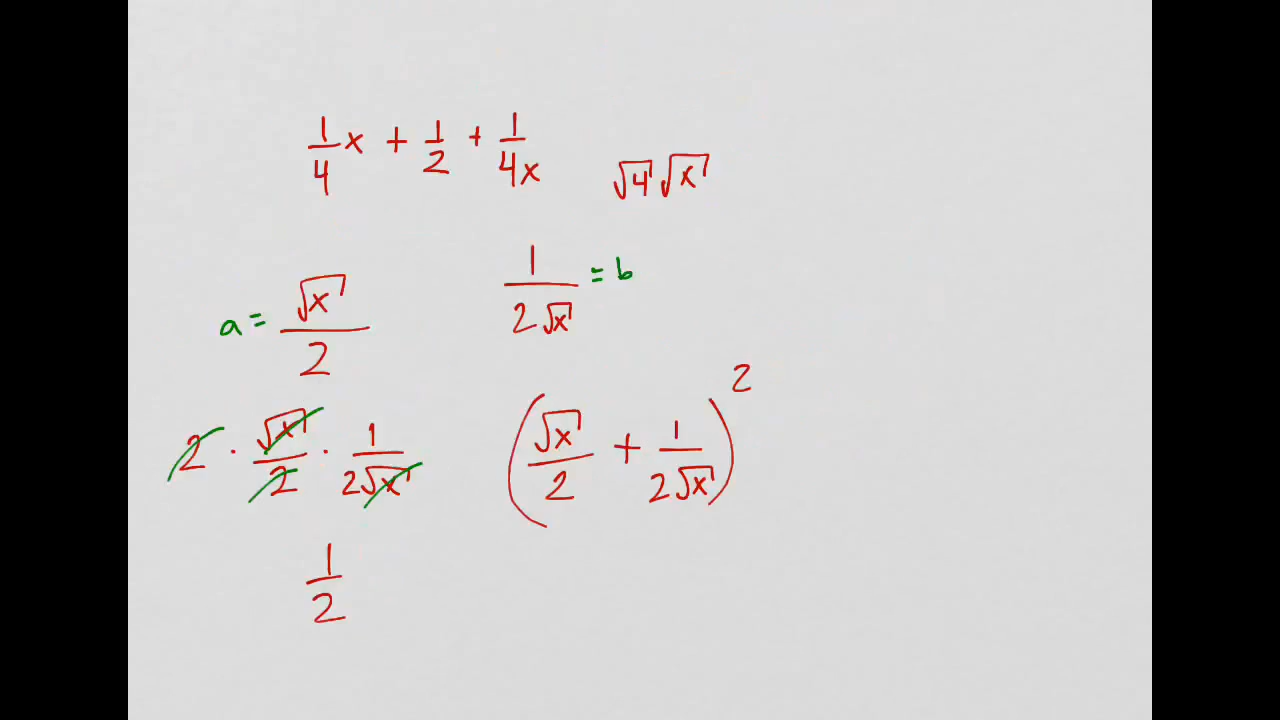 1/4 x + 1/2 + 1/4x
√4 √x
a = √x/2
1/2√x = b
2 · √x/2 · 1/2√x
(√x/2 + 1/2√x)²
1/2